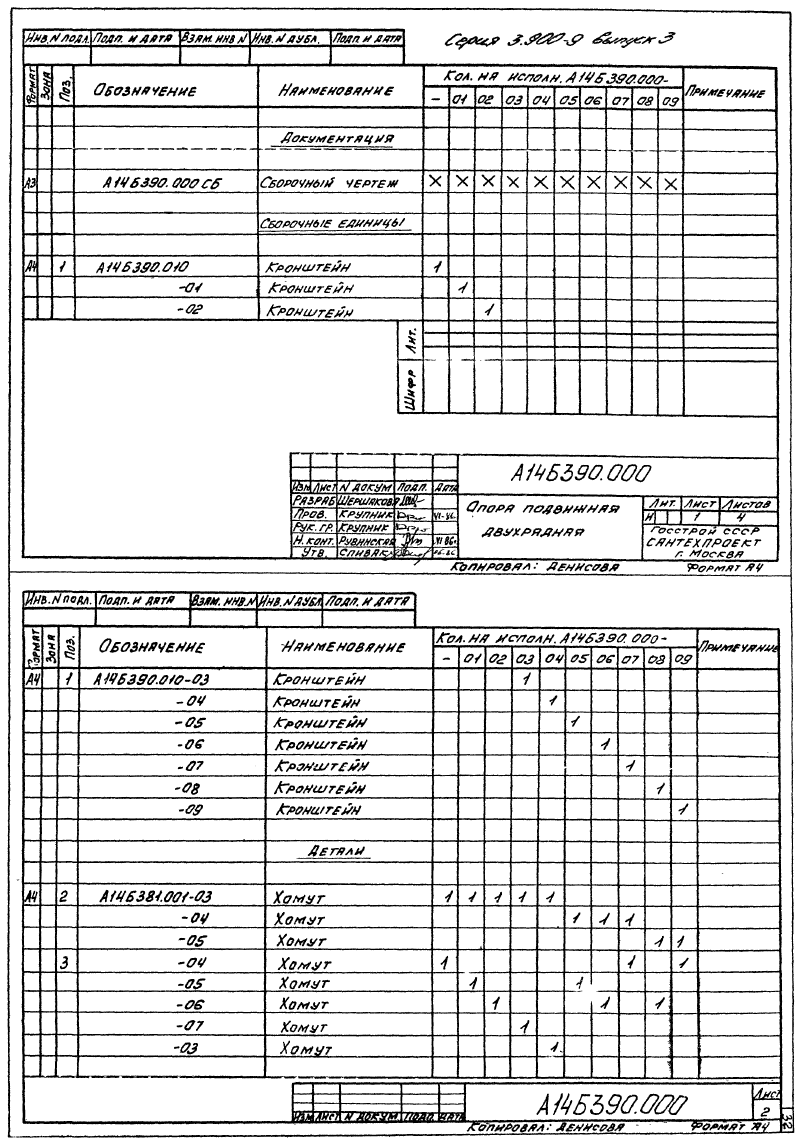 Серия 3.900-9 Выпуск 3
Инв. N подл. Подп. и дата Взам. инв N Инв. N дубл. Подп. и дата
Формат Зона Поз. Обозначение Наименование Кол. на исполн. А14Б390.000- Примечание
- 01 02 03 04 05 06 07 08 09
Документация
А3 А14Б390.000 СБ Сборочный чертеж X X X X X X X X X X
Сборочные единицы
А4 1 А14Б390.010 Кронштейн 1
-01 Кронштейн 1
-02 Кронштейн 1
Лит.
Шифр
А14Б390.000
Изм Лист N докум Подп. Дата
Разраб Шершакова
Пров. Крупник
Рук. гр. Крупник
Н. конт. Рувинская
Утв. Спивак
Опора подвижная
двухрядная
Лит. Лист Листов
И 1 4
Госстрой СССР
Сантехпроект
г. Москва
Копировал: Денисова Формат А4
Инв. N подл. Подп. и дата Взам. инв. N Инв. N дубл Подп. и дата
Формат Зона Поз. Обозначение Наименование Кол. на исполн. А14Б390.000- Примечание
- 01 02 03 04 05 06 07 08 09
А4 1 А14Б390.010-03 Кронштейн 1
-04 Кронштейн 1
-05 Кронштейн 1
-06 Кронштейн 1
-07 Кронштейн 1
-08 Кронштейн 1
-09 Кронштейн 1
Детали
А4 2 А14Б381.001-03 Хомут 1 1 1 1 1
-04 Хомут 1 1 1
-05 Хомут 1 1
3 -04 Хомут 1 1 1
-05 Хомут 1 1
-06 Хомут 1 1 1
-07 Хомут 1
-03 Хомут 1
Изм Лист N докум Подп. Дата
А14Б390.000
Лист
2
Копировал: Денисова Формат А4
32